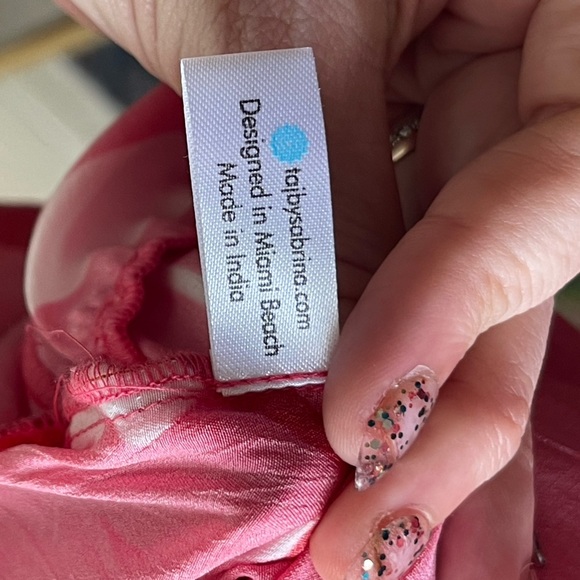 tajbysabrina.com
Designed in Miami Beach
Made in India